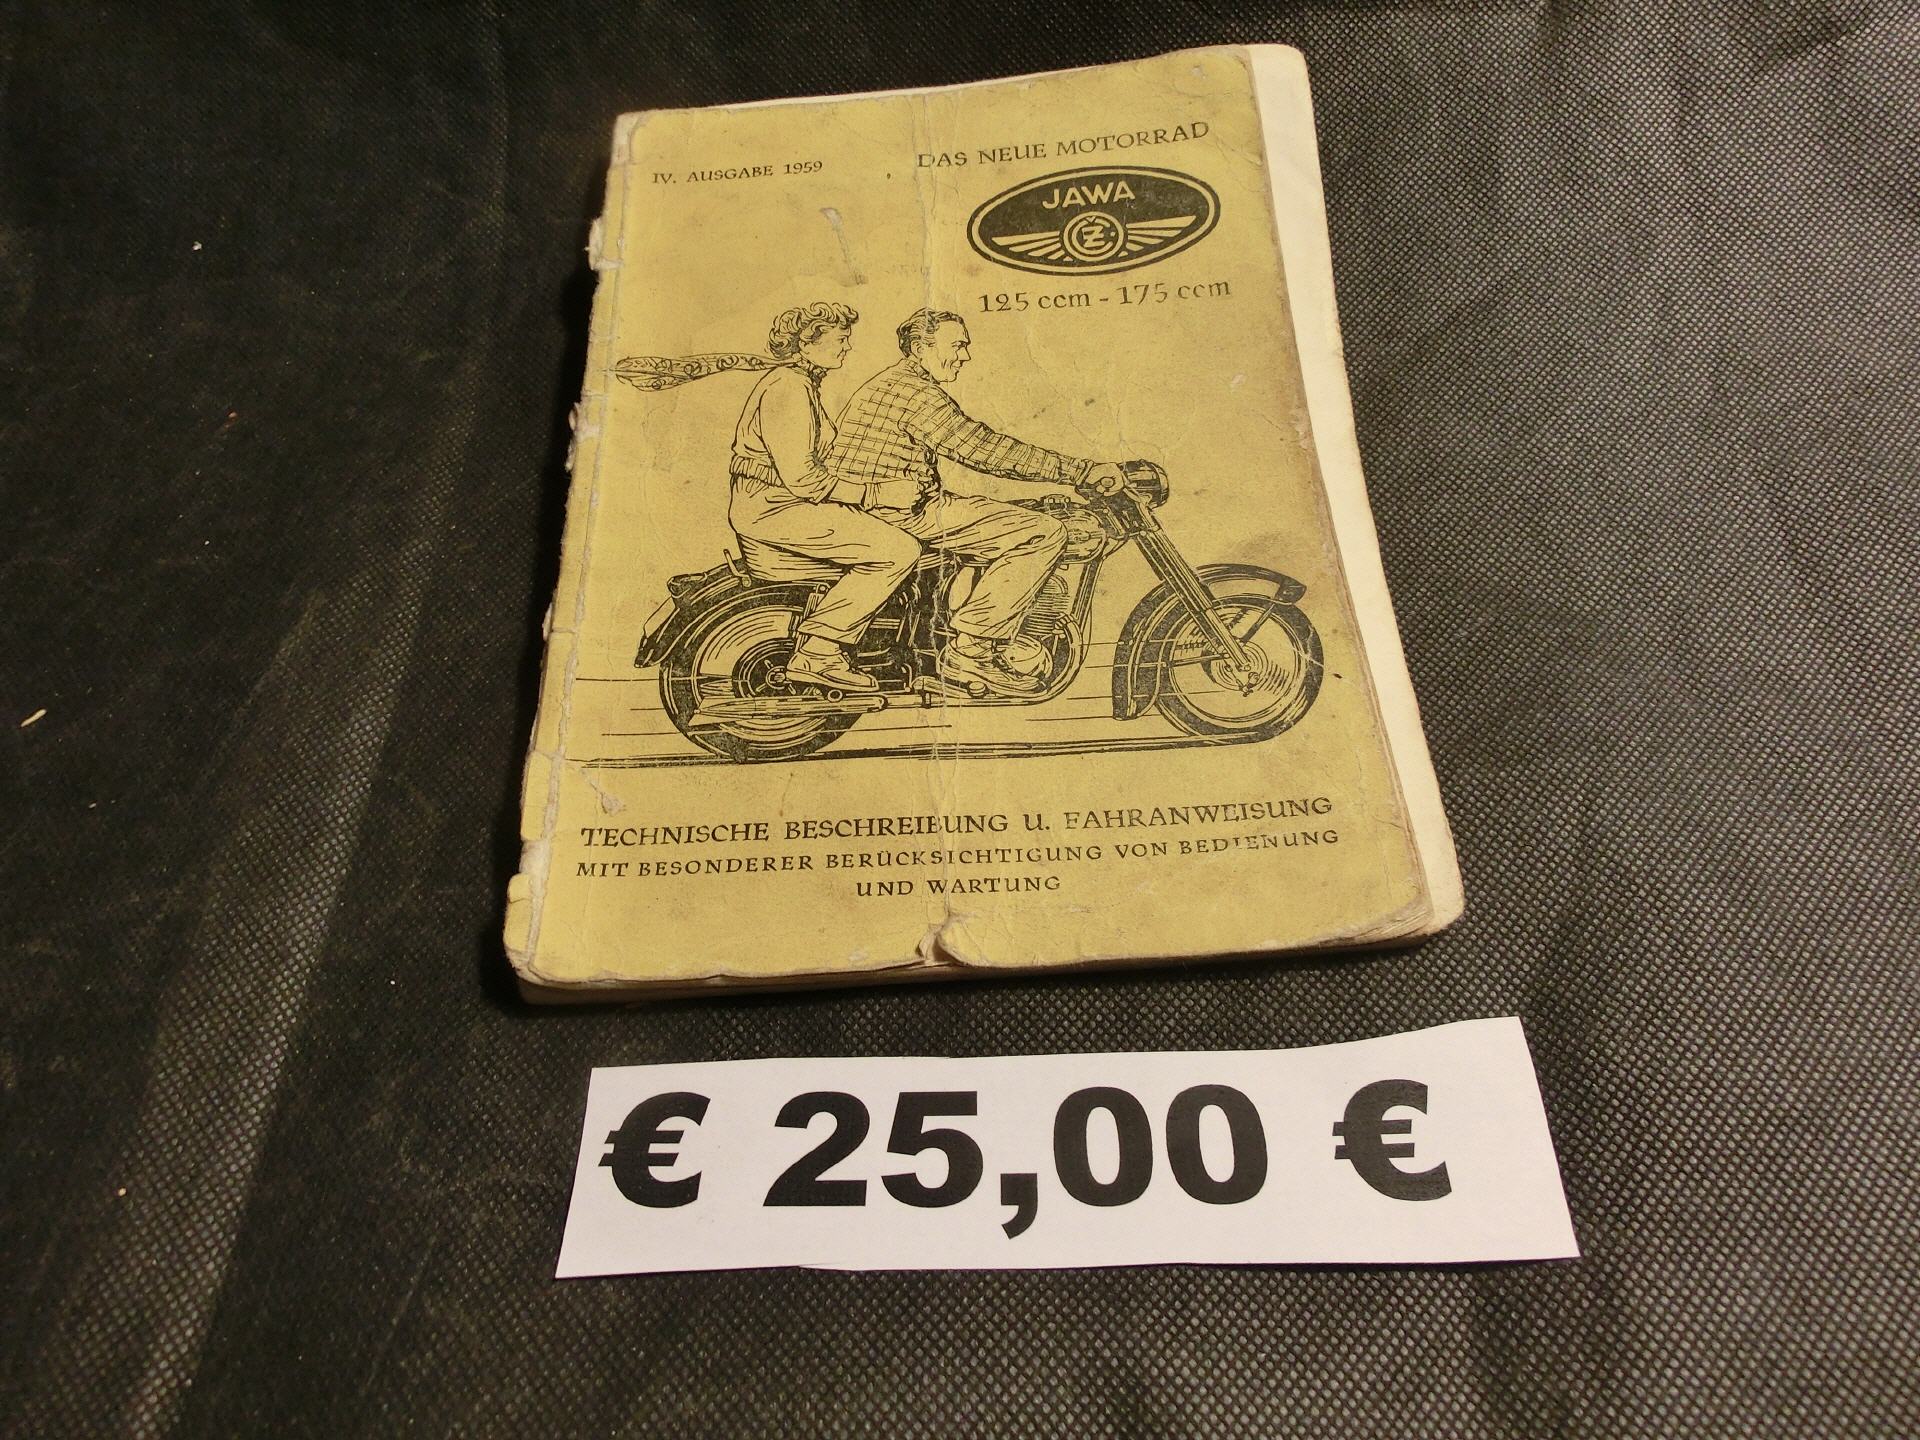 IV. AUSGABE 1959
DAS NEUE MOTORRAD
JAWA
ČZ
125 ccm - 175 ccm
TECHNISCHE BESCHREIBUNG U. FAHRANWEISUNG
MIT BESONDERER BERÜCKSICHTIGUNG VON BEDIENUNG
UND WARTUNG
€ 25,00 €